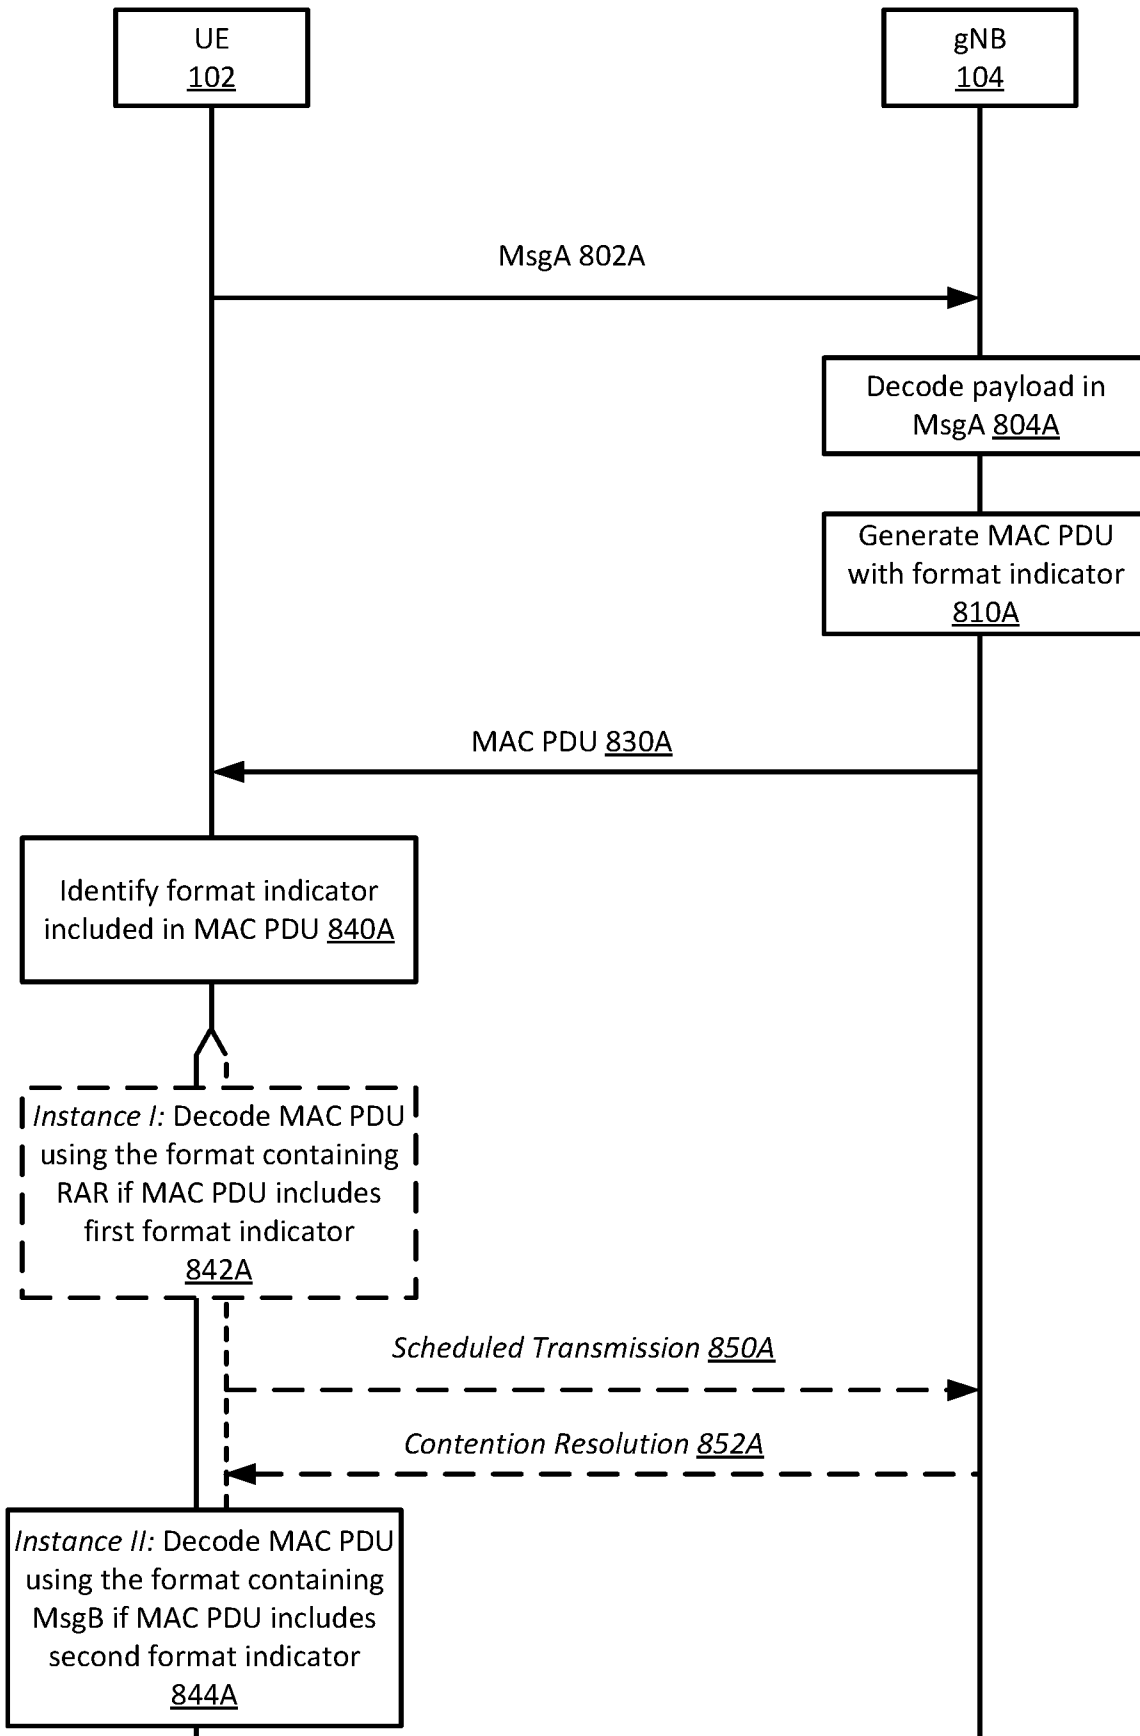 UE
102
gNB
104
MsgA 802A
Decode payload in
MsgA 804A
Generate MAC PDU
with format indicator
810A
MAC PDU 830A
Identify format indicator
included in MAC PDU 840A
Instance I: Decode MAC PDU
using the format containing
RAR if MAC PDU includes
first format indicator
842A
Scheduled Transmission 850A
Contention Resolution 852A
Instance II: Decode MAC PDU
using the format containing
MsgB if MAC PDU includes
second format indicator
844A